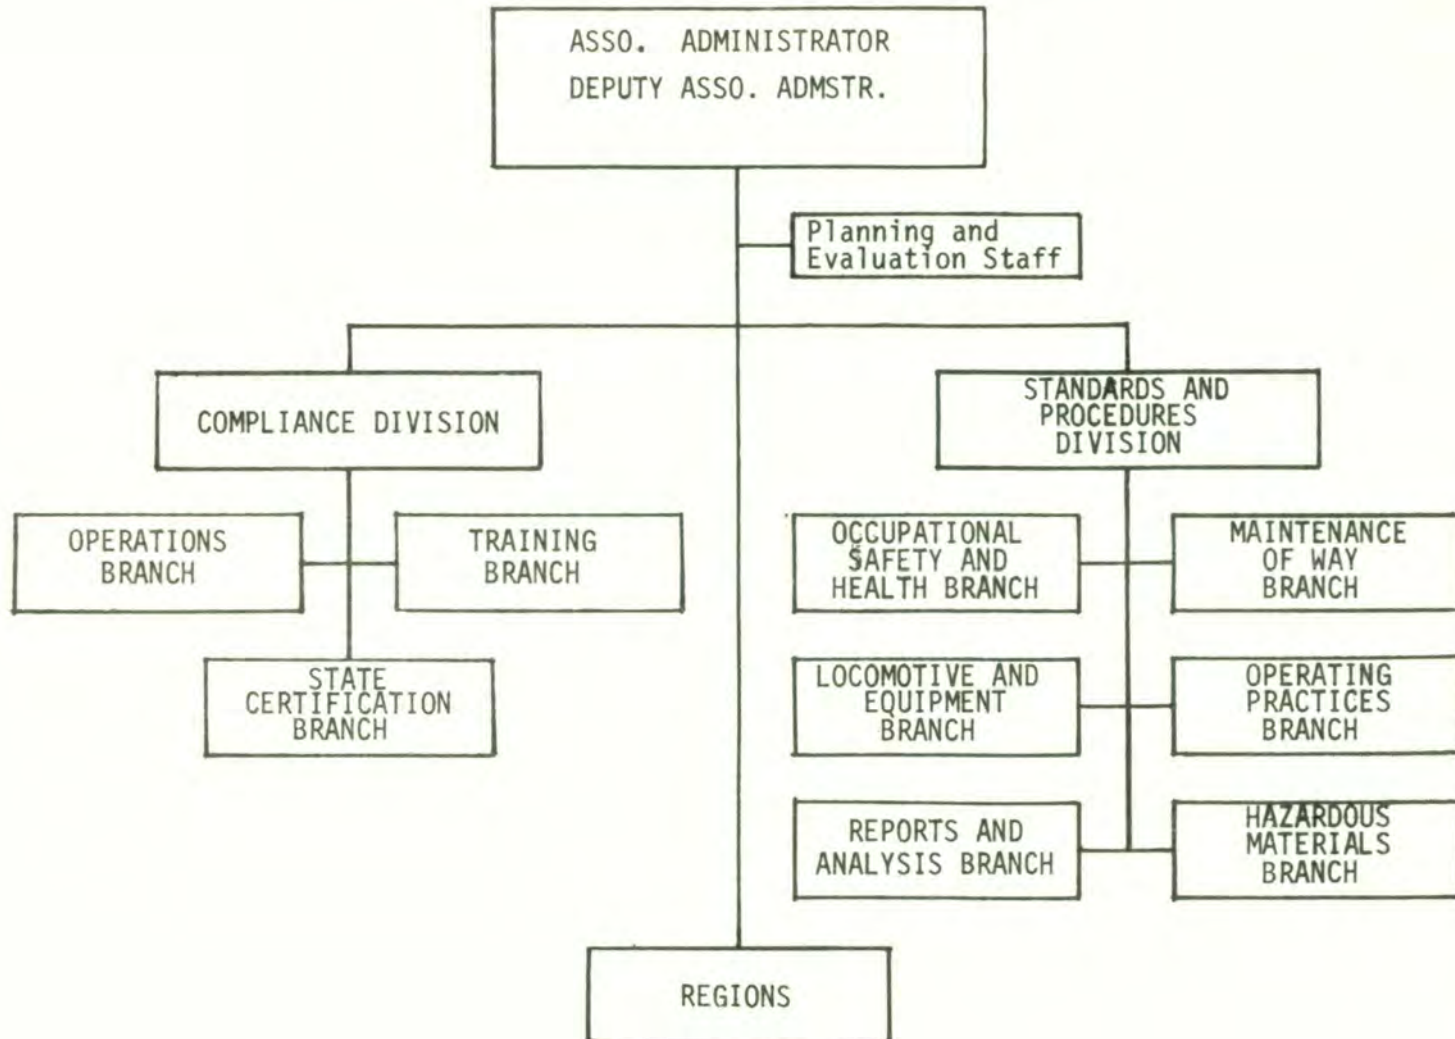 ASSO. ADMINISTRATOR
DEPUTY ASSO. ADMSTR.
Planning and
Evaluation Staff
COMPLIANCE DIVISION
STANDARDS AND
PROCEDURES
DIVISION
OPERATIONS
BRANCH
TRAINING
BRANCH
STATE
CERTIFICATION
BRANCH
OCCUPATIONAL
SAFETY AND
HEALTH BRANCH
MAINTENANCE
OF WAY
BRANCH
LOCOMOTIVE AND
EQUIPMENT
BRANCH
OPERATING
PRACTICES
BRANCH
REPORTS AND
ANALYSIS BRANCH
HAZARDOUS
MATERIALS
BRANCH
REGIONS